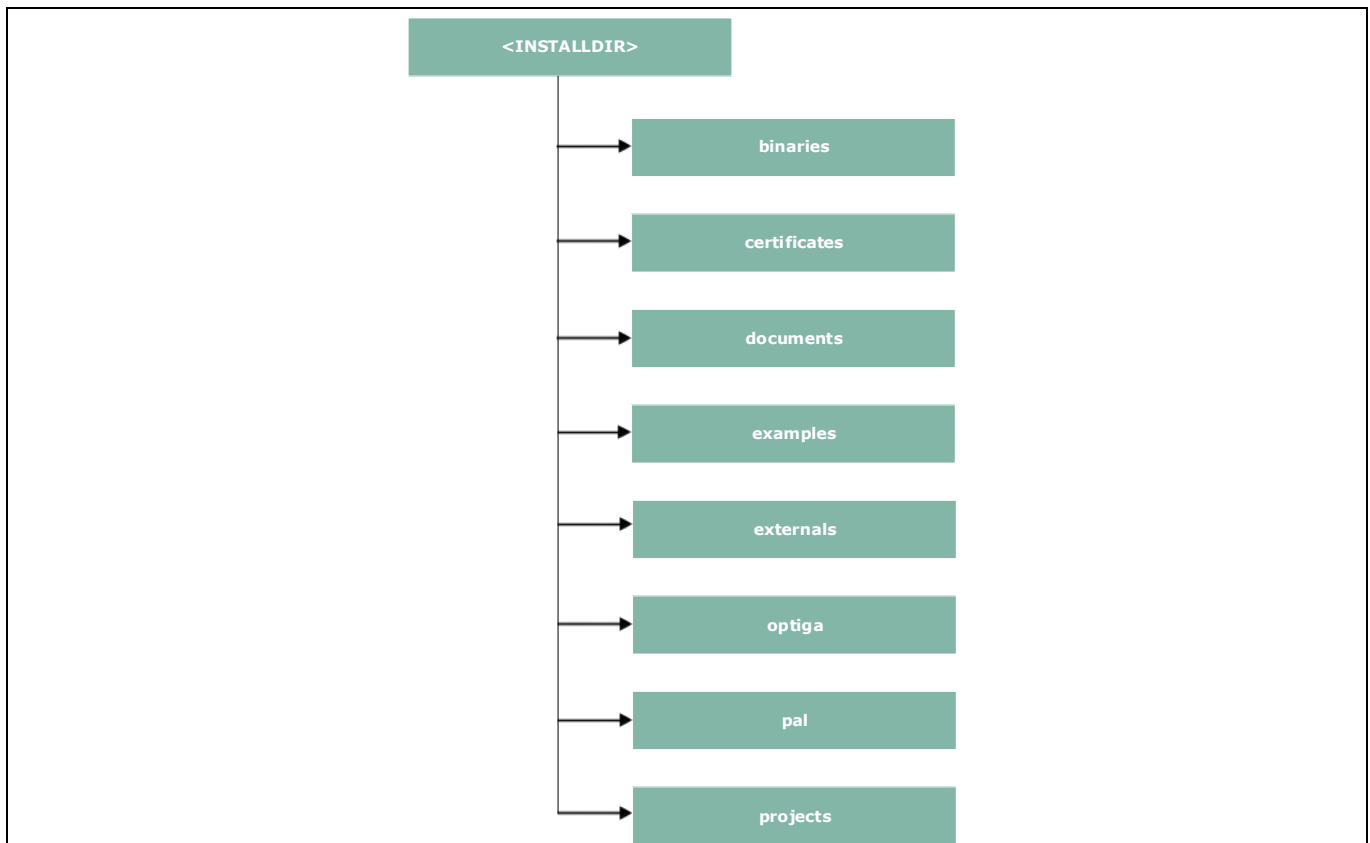 <INSTALLDIR>
binaries
certificates
documents
examples
externals
optiga
pal
projects